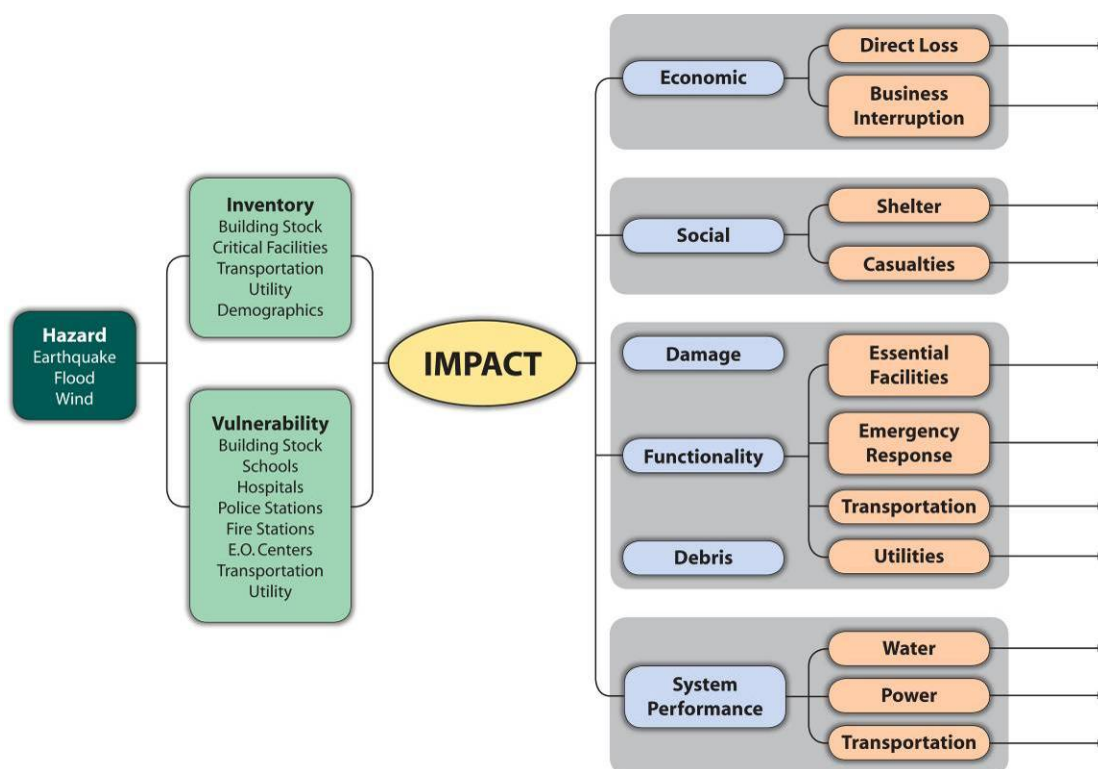 Hazard
Earthquake
Flood
Wind
Inventory
Building Stock
Critical Facilities
Transportation
Utility
Demographics
Vulnerability
Building Stock
Schools
Hospitals
Police Stations
Fire Stations
E.O. Centers
Transportation
Utility
IMPACT
Economic
Direct Loss
Business
Interruption
Social
Shelter
Casualties
Damage
Functionality
Debris
Essential
Facilities
Emergency
Response
Transportation
Utilities
System
Performance
Water
Power
Transportation